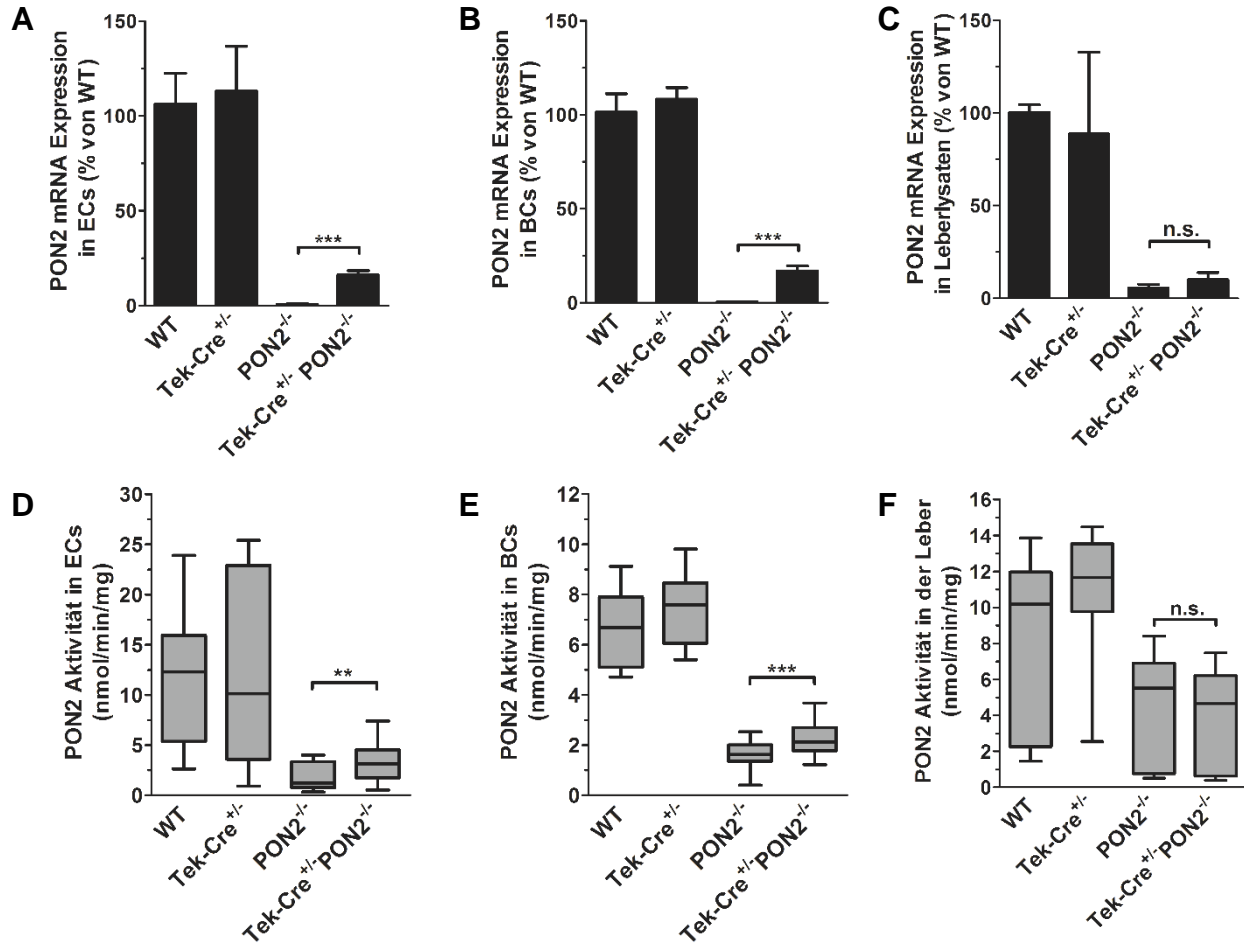 A
PON2 mRNA Expression
in ECs (% von WT)
150
100
50
0
***
WT
Tek-Cre+/-
PON2-/-
Tek-Cre+/- PON2-/-
B
PON2 mRNA Expression
in BCs (% von WT)
150
100
50
0
***
WT
Tek-Cre+/-
PON2-/-
Tek-Cre+/- PON2-/-
C
PON2 mRNA Expression
in Leberlysaten (% von WT)
150
100
50
0
n.s.
WT
Tek-Cre+/-
PON2-/-
Tek-Cre+/- PON2-/-
D
PON2 Aktivität in ECs
(nmol/min/mg)
30
25
20
15
10
5
0
**
WT
Tek-Cre+/-
PON2-/-
Tek-Cre+/-PON2-/-
E
PON2 Aktivität in BCs
(nmol/min/mg)
12
10
8
6
4
2
0
***
WT
Tek-Cre+/-
PON2-/-
Tek-Cre+/-PON2-/-
F
PON2 Aktivität in der Leber
(nmol/min/mg)
16
14
12
10
8
6
4
2
0
n.s.
WT
Tek-Cre+/-
PON2-/-
Tek-Cre+/-PON2-/-